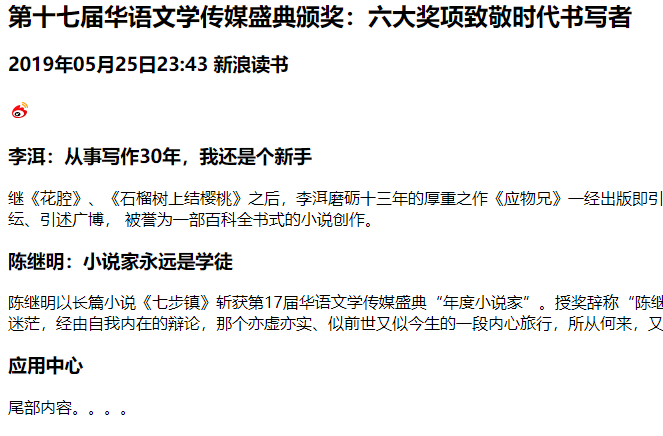 第十七届华语文学传媒盛典颁奖：六大奖项致敬时代书写者
2019年05月25日23:43 新浪读书
李洱：从事写作30年，我还是个新手
继《花腔》、《石榴树上结樱桃》之后，李洱磨砺十三年的厚重之作《应物兄》一经出版即引
纭、引述广博， 被誉为一部百科全书式的小说创作。
陈继明：小说家永远是学徒
陈继明以长篇小说《七步镇》斩获第17届华语文学传媒盛典“年度小说家”。授奖辞称“陈继
迷茫，经由自我内在的辩论，那个亦虚亦实、似前世又似今生的一段内心旅行，所从何来，又
应用中心
尾部内容。。。。